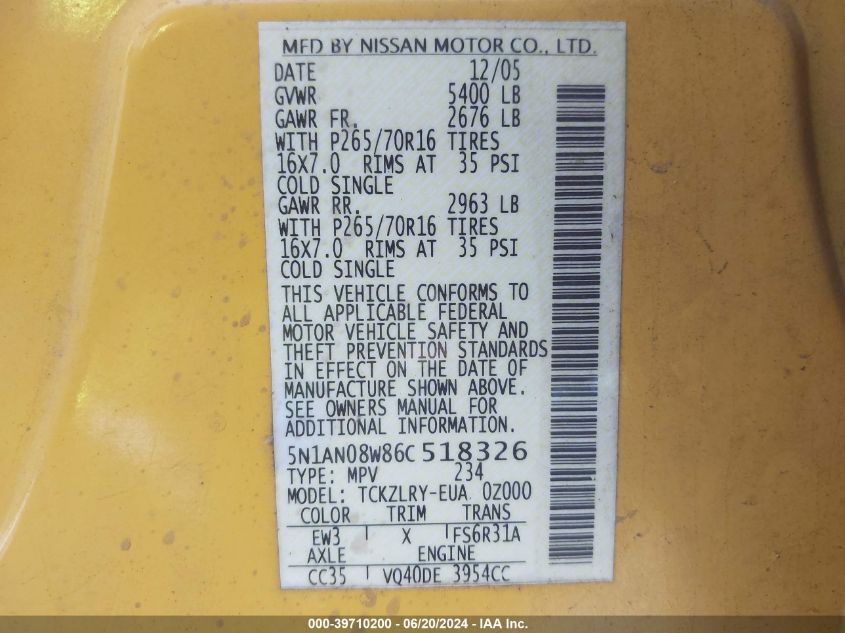 MFD BY NISSAN MOTOR CO., LTD.
DATE 12/05
GVWR 5400 LB
GAWR FR. 2676 LB
WITH P265/70R16 TIRES
16X7.0 RIMS AT 35 PSI
COLD SINGLE
GAWR RR. 2963 LB
WITH P265/70R16 TIRES
16X7.0 RIMS AT 35 PSI
COLD SINGLE
THIS VEHICLE CONFORMS TO
ALL APPLICABLE FEDERAL
MOTOR VEHICLE SAFETY AND
THEFT PREVENTION STANDARDS
IN EFFECT ON THE DATE OF
MANUFACTURE SHOWN ABOVE.
SEE OWNERS MANUAL FOR
ADDITIONAL INFORMATION.
5N1AN08W86C518326
TYPE: MPV 234
MODEL: TCKZLRY-EUA 0Z000
COLOR TRIM TRANS
EW3 X FS6R31A
AXLE ENGINE
CC35 VQ40DE 3954CC
000-39710200 - 06/20/2024 - IAA Inc.